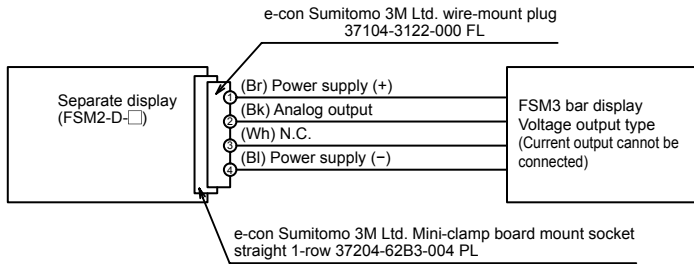 e-con Sumitomo 3M Ltd. wire-mount plug
37104-3122-000 FL
Separate display
(FSM2-D-□)
1 (Br) Power supply (+)
2 (Bk) Analog output
3 (Wh) N.C.
4 (Bl) Power supply (−)
FSM3 bar display
Voltage output type
(Current output cannot be
connected)
e-con Sumitomo 3M Ltd. Mini-clamp board mount socket
straight 1-row 37204-62B3-004 PL